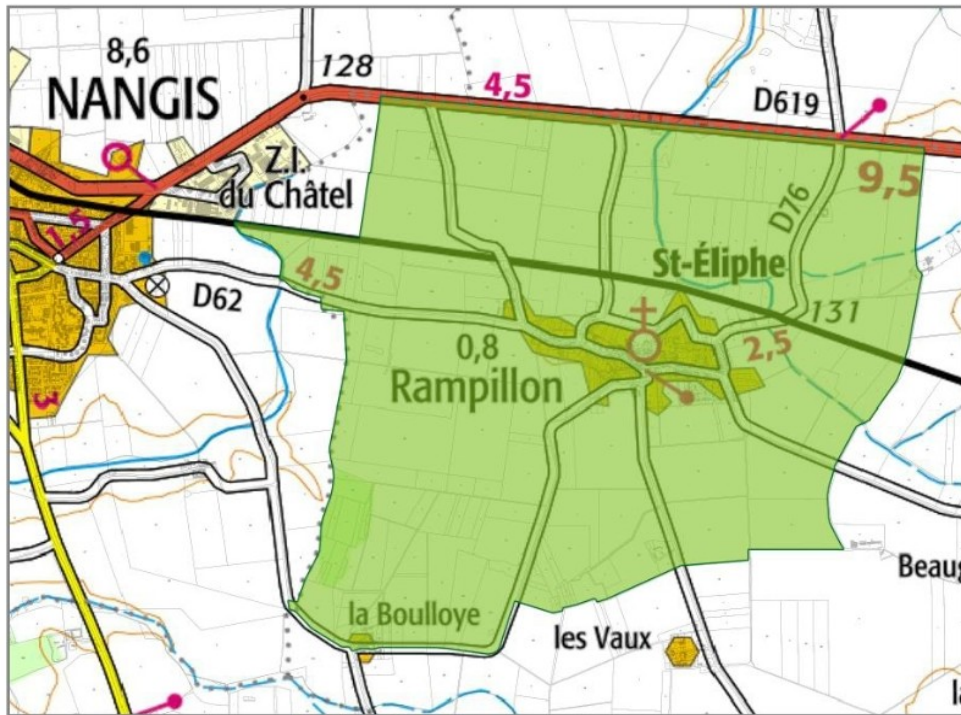 8,6
NANGIS
128
4,5
D619
9,5
Z.I.
du Châtel
1,5
D76
St-Éliphe
4,5
D62
131
2,5
0,8
Rampillon
3
Beaug
la Boulloye
les Vaux
la